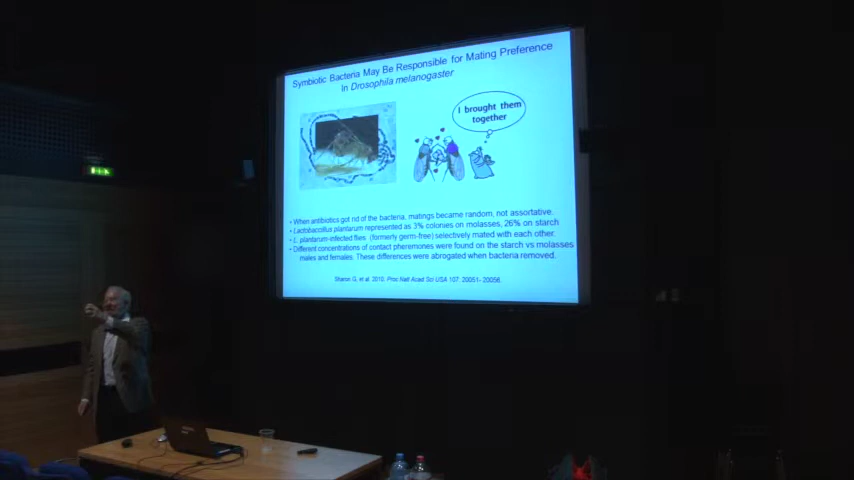 Symbiotic Bacteria May Be Responsible for Mating Preference
In Drosophila melanogaster
I brought them
together
• When antibiotics got rid of the bacteria, matings became random, not assortative.
• Lactobaccillus plantarum represented as 3% colonies on molasses, 26% on starch
• L. plantarum-infected flies (formerly germ-free) selectively mated with each other.
• Different concentrations of contact pheremones were found on the starch vs molasses
males and females. These differences were abrogated when bacteria removed.
Sharon G, et al. 2010. Proc Natl Acad Sci USA 107: 20051- 20056.